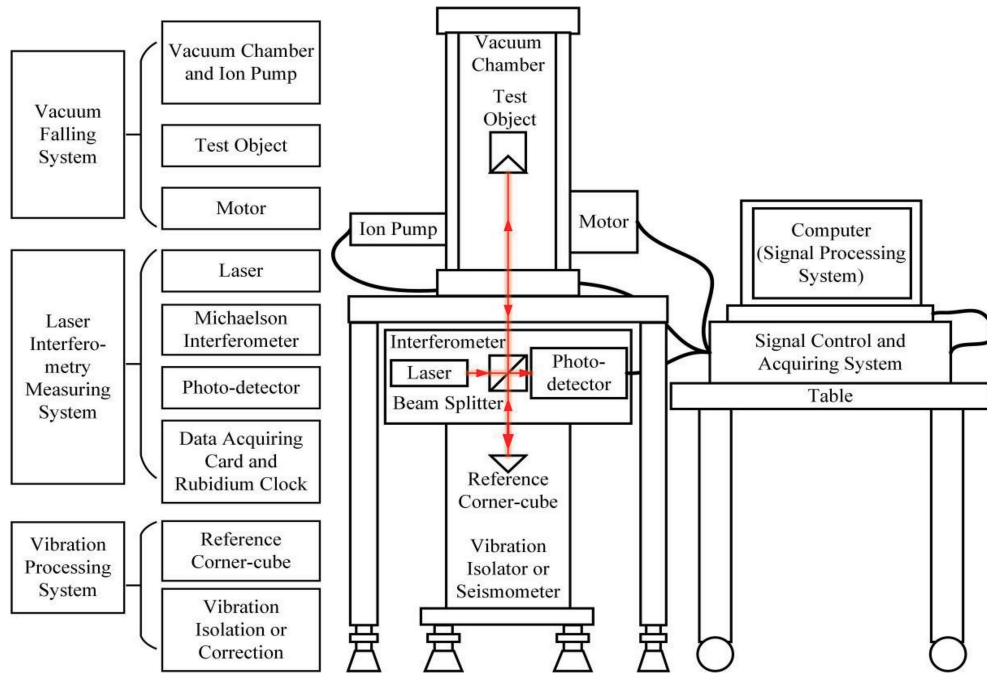 Vacuum
Falling
System
Vacuum Chamber
and Ion Pump
Test Object
Motor
Laser
Interfero-
metry
Measuring
System
Laser
Michaelson
Interferometer
Photo-detector
Data Acquiring
Card and
Rubidium Clock
Vibration
Processing
System
Reference
Corner-cube
Vibration
Isolation or
Correction
Vacuum
Chamber
Test
Object
Ion Pump
Motor
Interferometer
Laser
Photo-
detector
Beam Splitter
Reference
Corner-cube
Vibration
Isolator or
Seismometer
Computer
(Signal Processing
System)
Signal Control and
Acquiring System
Table